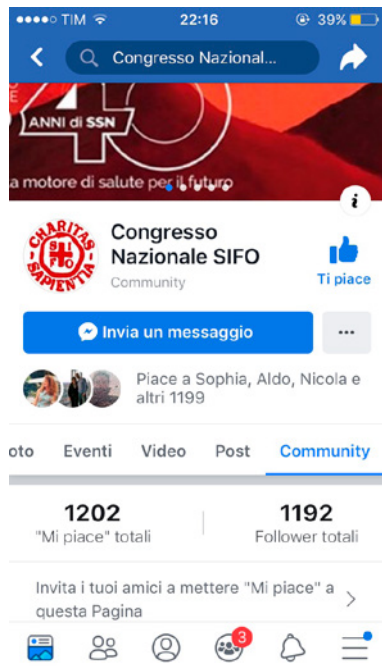 TIM 22:16 39%
Congresso Nazional...
ANNI di SSN
a motore di salute per il futuro
i
CHARITAS
SIFO
SAPIENTIA
Congresso
Nazionale SIFO
Community
Ti piace
Invia un messaggio
...
Piace a Sophia, Aldo, Nicola e
altri 1199
oto Eventi Video Post Community
1202 1192
"Mi piace" totali Follower totali
Invita i tuoi amici a mettere "Mi piace" a
questa Pagina
3